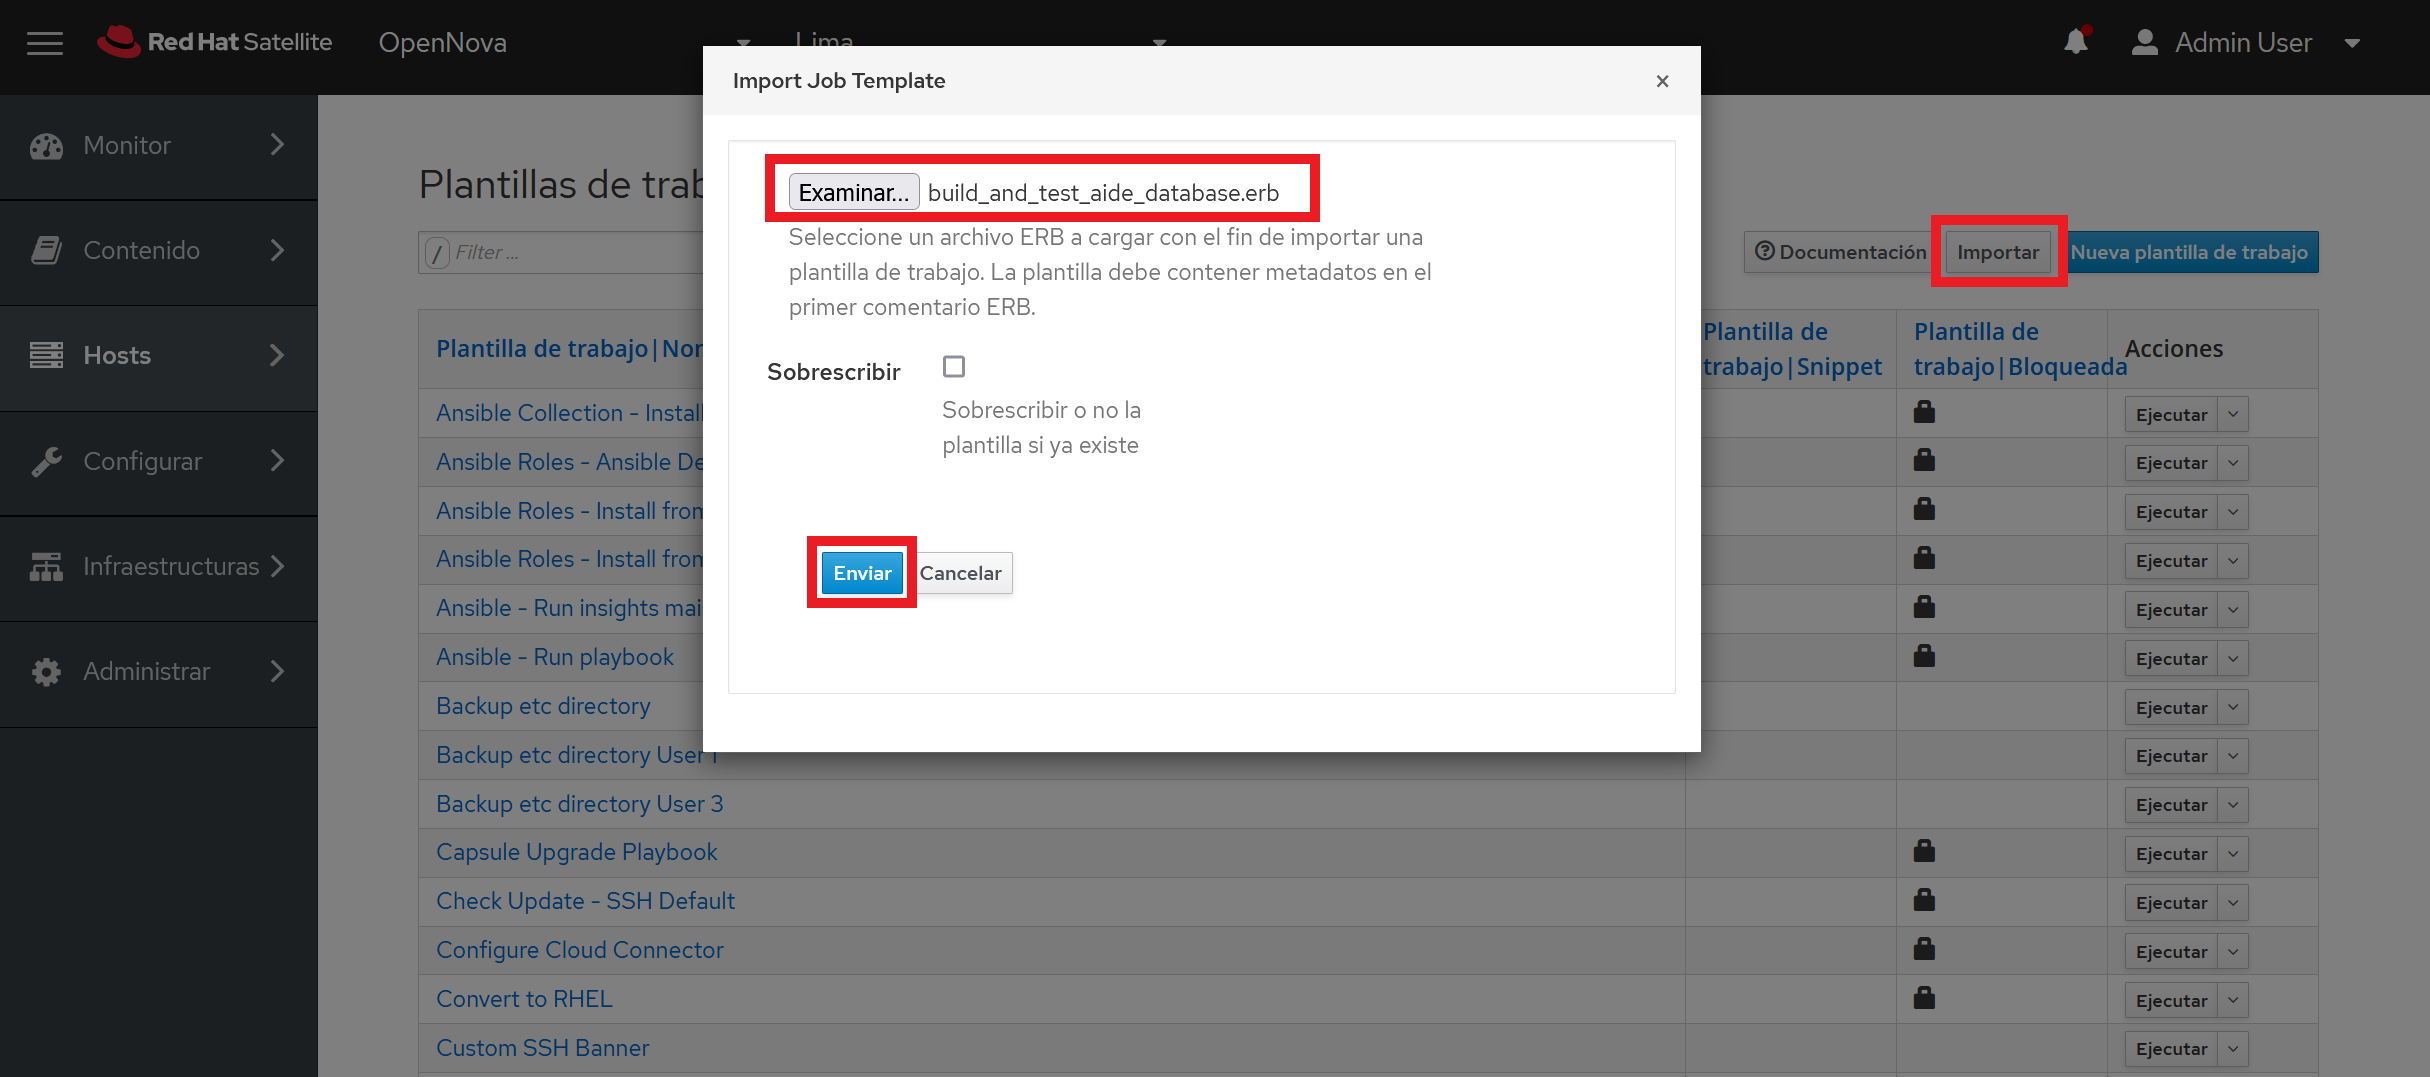 Red Hat Satellite
OpenNova
Lima
Admin User
Import Job Template
Monitor
Contenido
Hosts
Configurar
Infraestructuras
Administrar
Plantillas de
/ Filter ...
Examinar... build_and_test_aide_database.erb
Seleccione un archivo ERB a cargar con el fin de importar una
plantilla de trabajo. La plantilla debe contener metadatos en el
primer comentario ERB.
Sobrescribir
Sobrescribir o no la
plantilla si ya existe
Enviar Cancelar
Documentación Importar Nueva plantilla de trabajo
Plantilla de trabajo|
Plantilla de
trabajo|Snippet
Plantilla de
trabajo|Bloqueada
Acciones
Ansible Collection - Install Ejecutar
Ansible Roles - Ansible Ejecutar
Ansible Roles - Install from Ejecutar
Ansible Roles - Install from Ejecutar
Ansible - Run insights Ejecutar
Ansible - Run playbook Ejecutar
Backup etc directory Ejecutar
Backup etc directory User 1 Ejecutar
Backup etc directory User 3 Ejecutar
Capsule Upgrade Playbook Ejecutar
Check Update - SSH Default Ejecutar
Configure Cloud Connector Ejecutar
Convert to RHEL Ejecutar
Custom SSH Banner Ejecutar